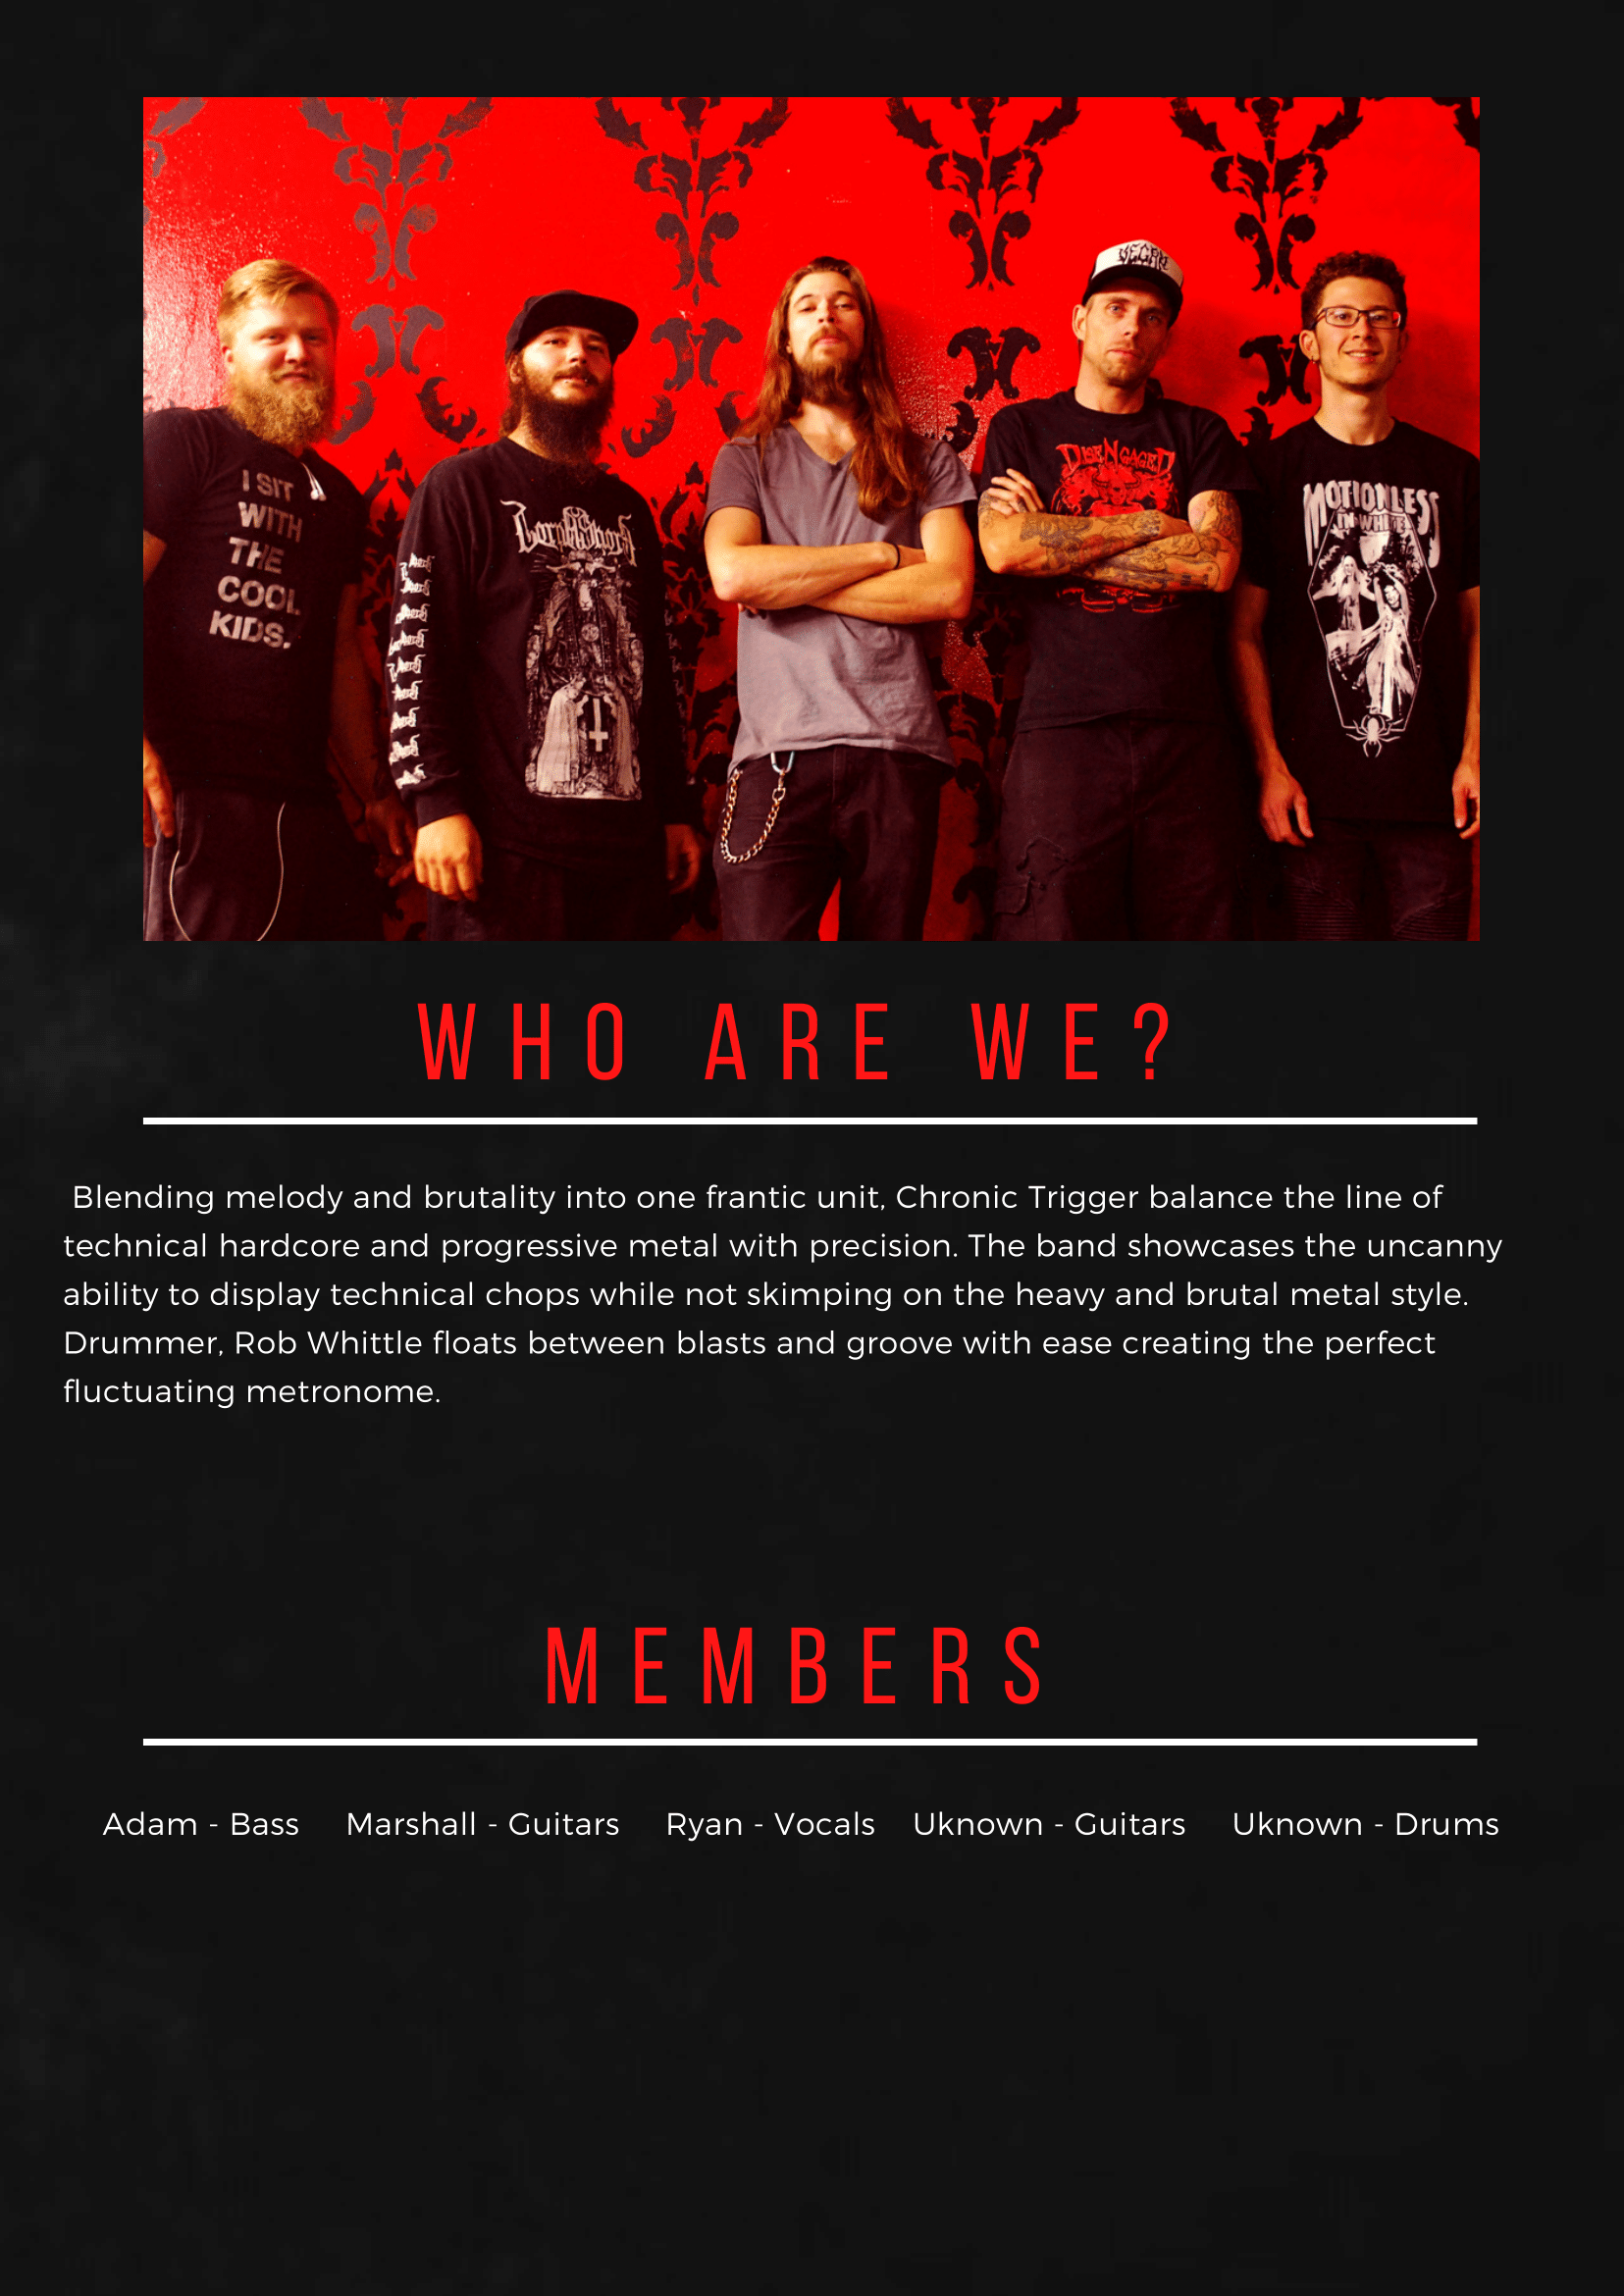 VEGAN
I SIT
WITH
THE
COOL
KIDS.
Lorna Shore
DISENGAGED
MOTIONLESS
IN WHITE
WHO ARE WE?
Blending melody and brutality into one frantic unit, Chronic Trigger balance the line of
technical hardcore and progressive metal with precision. The band showcases the uncanny
ability to display technical chops while not skimping on the heavy and brutal metal style.
Drummer, Rob Whittle floats between blasts and groove with ease creating the perfect
fluctuating metronome.
MEMBERS
Adam - Bass Marshall - Guitars Ryan - Vocals Uknown - Guitars Uknown - Drums